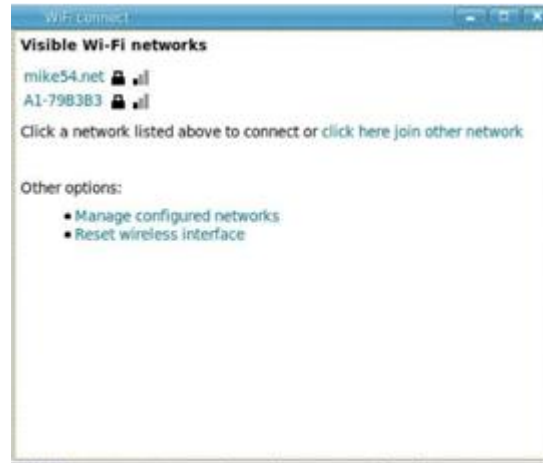 WiFi connect
Visible Wi-Fi networks
mike54.net
A1-79B3B3
Click a network listed above to connect or click here join other network
Other options:
Manage configured networks
Reset wireless interface